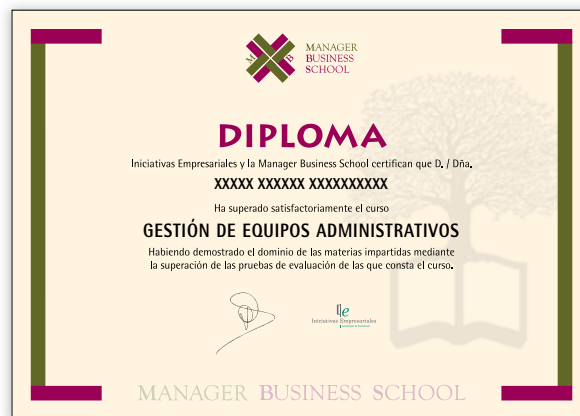 M B
MANAGER
BUSINESS
SCHOOL
DIPLOMA
Iniciativas Empresariales y la Manager Business School certifican que D. / Dña.
XXXXX XXXXXX XXXXXXXXXX
Ha superado satisfactoriamente el curso
GESTIÓN DE EQUIPOS ADMINISTRATIVOS
Habiendo demostrado el dominio de las materias impartidas mediante
la superación de las pruebas de evaluación de las que consta el curso.
Iniciativas Empresariales
MANAGER BUSINESS SCHOOL